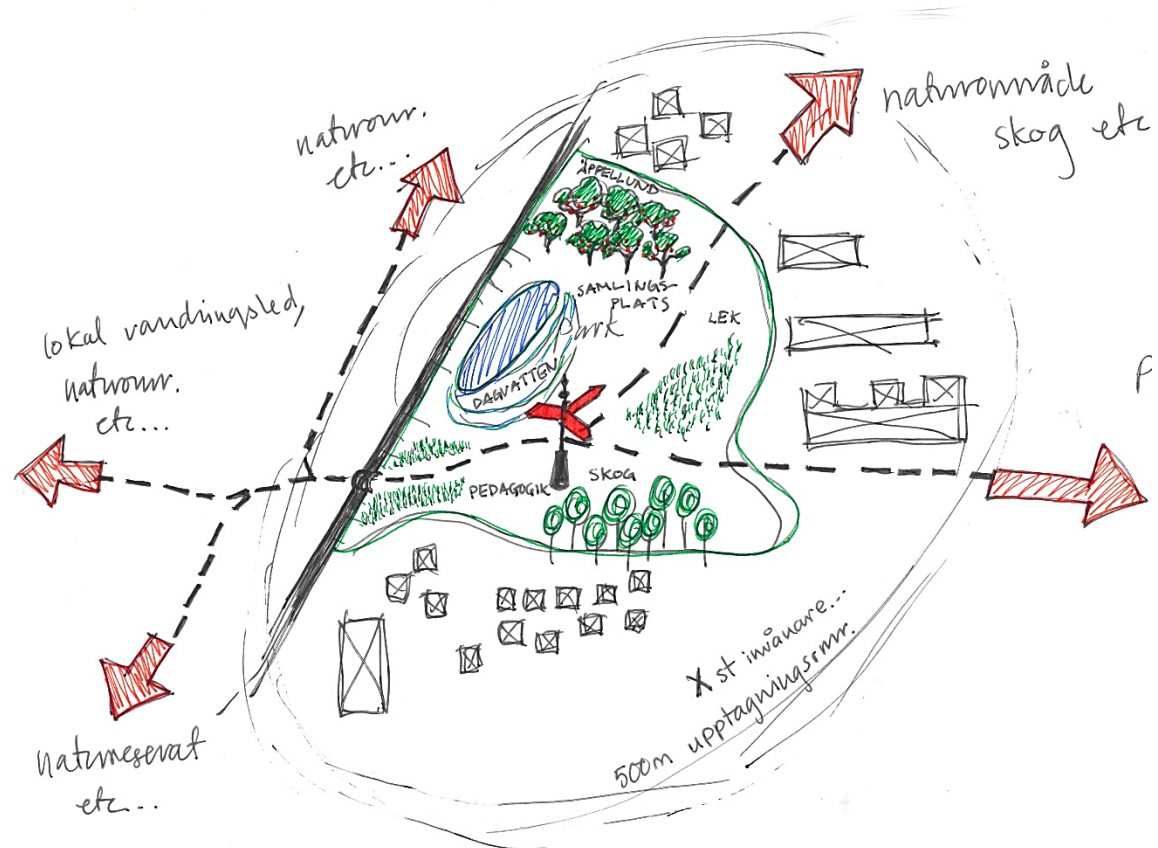 naturområde
skog etc
naturomr.
etc...
ÄPPELLUND
SAMLINGS-
PLATS
Park
LEK
lokal vandringsled,
naturomr.
etc...
DAGVATTEN
P
SKOG
PEDAGOGIK
X st invånare...
500m upptagningsomr.
naturreservat
etc...